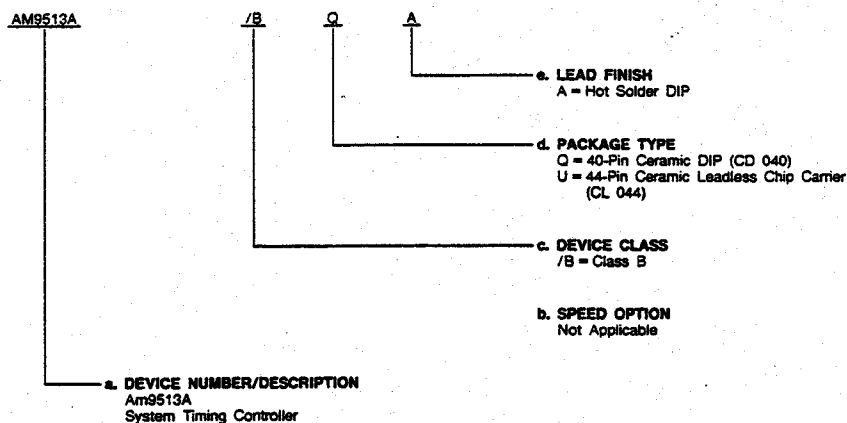 AM9513A /B Q A
e. LEAD FINISH
A = Hot Solder DIP
d. PACKAGE TYPE
Q = 40-Pin Ceramic DIP (CD 040)
U = 44-Pin Ceramic Leadless Chip Carrier
(CL 044)
c. DEVICE CLASS
/B = Class B
b. SPEED OPTION
Not Applicable
a. DEVICE NUMBER/DESCRIPTION
Am9513A
System Timing Controller